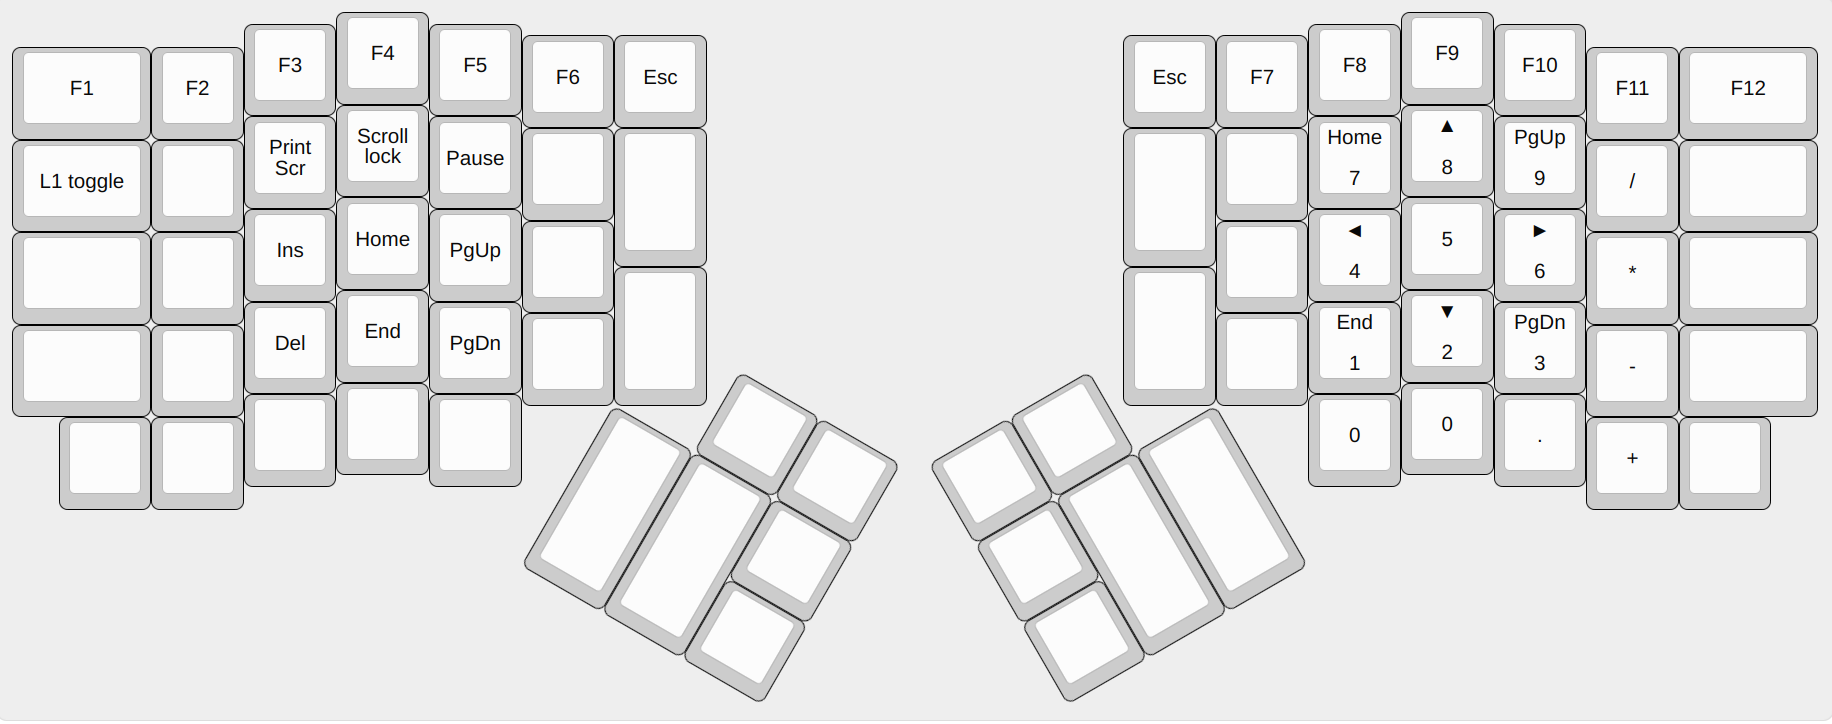 F1
F2
F3
F4
F5
F6
Esc
L1 toggle
Print
Scr
Scroll
lock
Pause
Ins
Home
PgUp
Del
End
PgDn
Esc
F7
F8
F9
F10
F11
F12
Home
7
▲
8
PgUp
9
/
◄
4
5
►
6
*
End
1
▼
2
PgDn
3
-
0
0
.
+